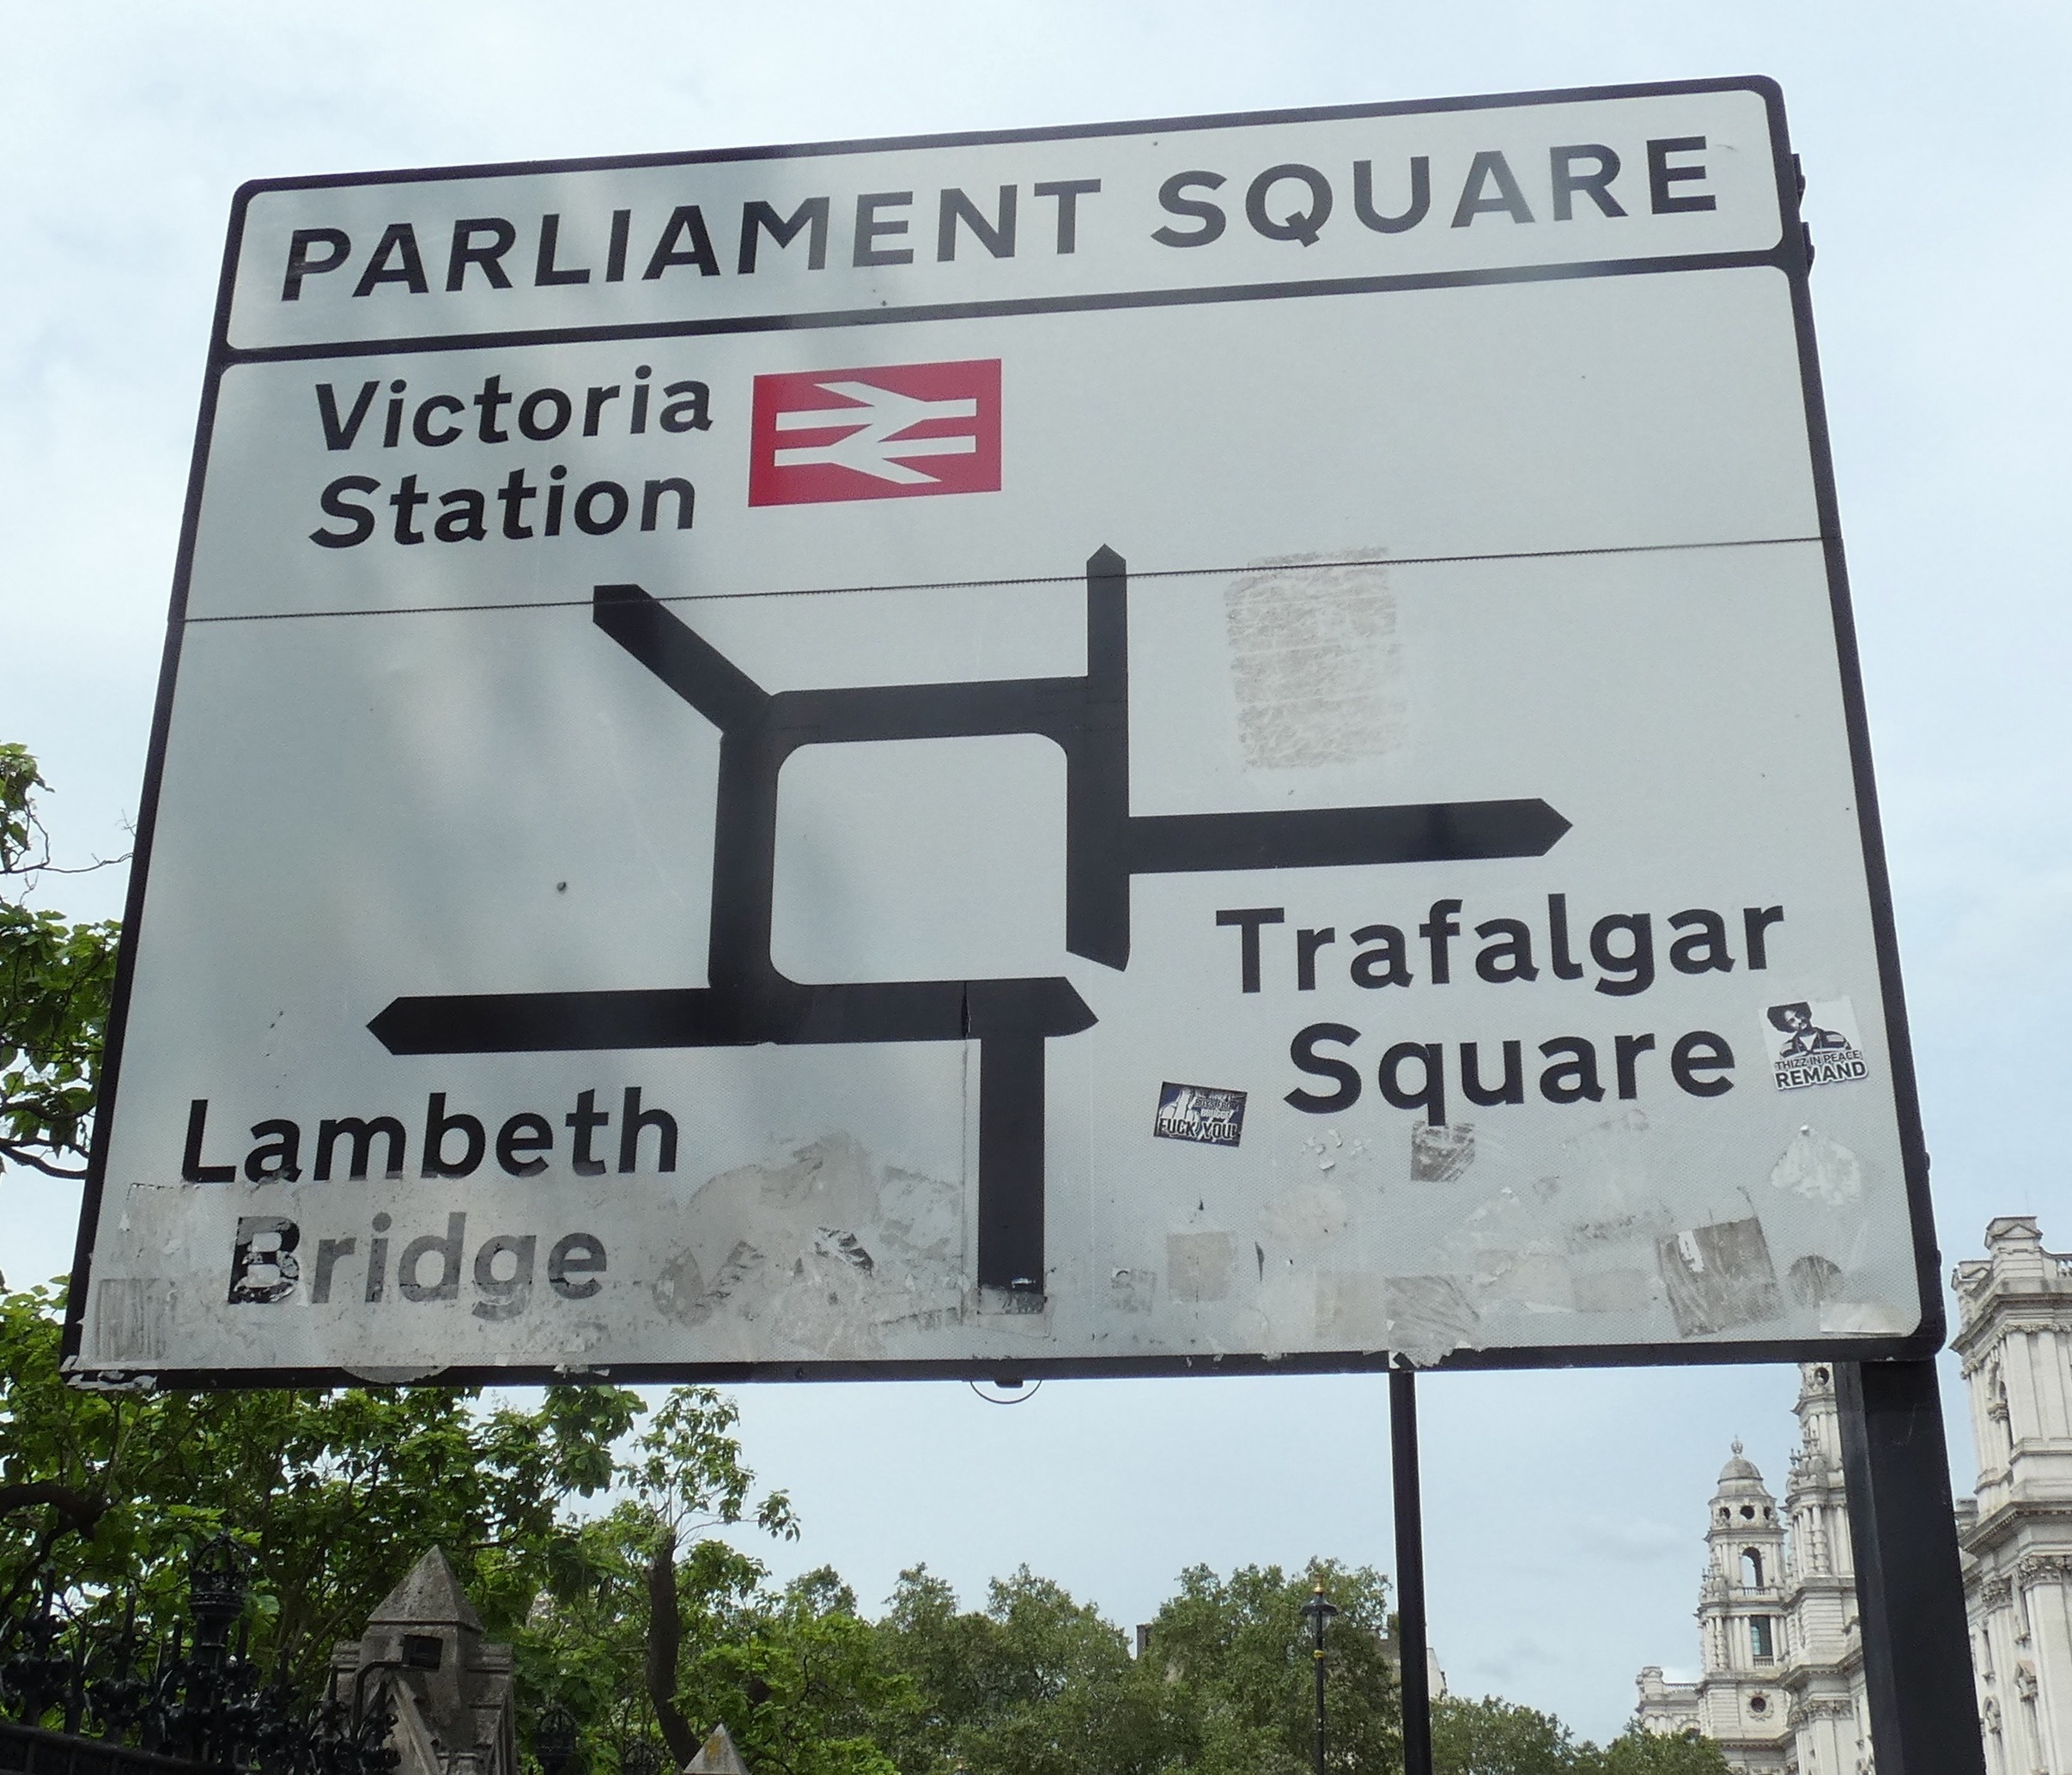 PARLIAMENT SQUARE
Victoria
Station
Trafalgar
Square
Lambeth
Bridge
THIZZ IN PEACE
REMAND
FUCK YOU!